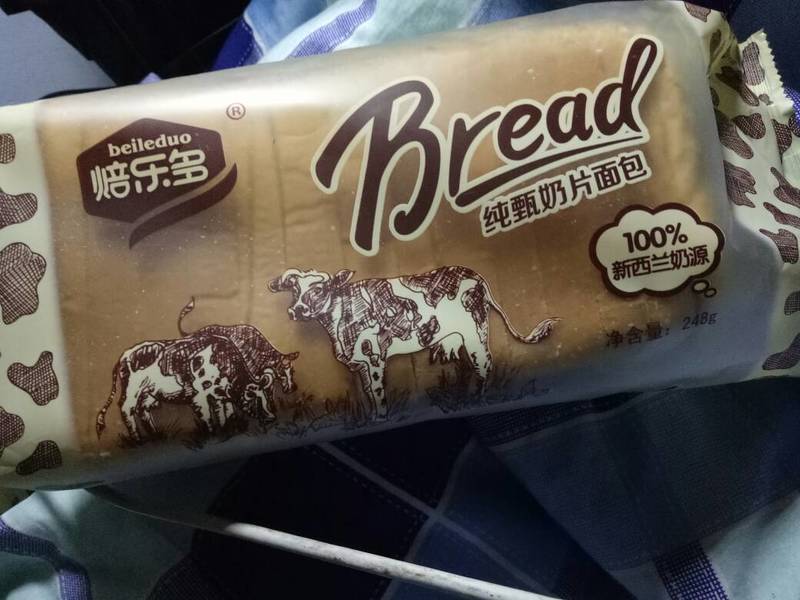 beileduo
焙乐多
®
Bread
纯甄奶片面包
100%
新西兰奶源
净含量：248g